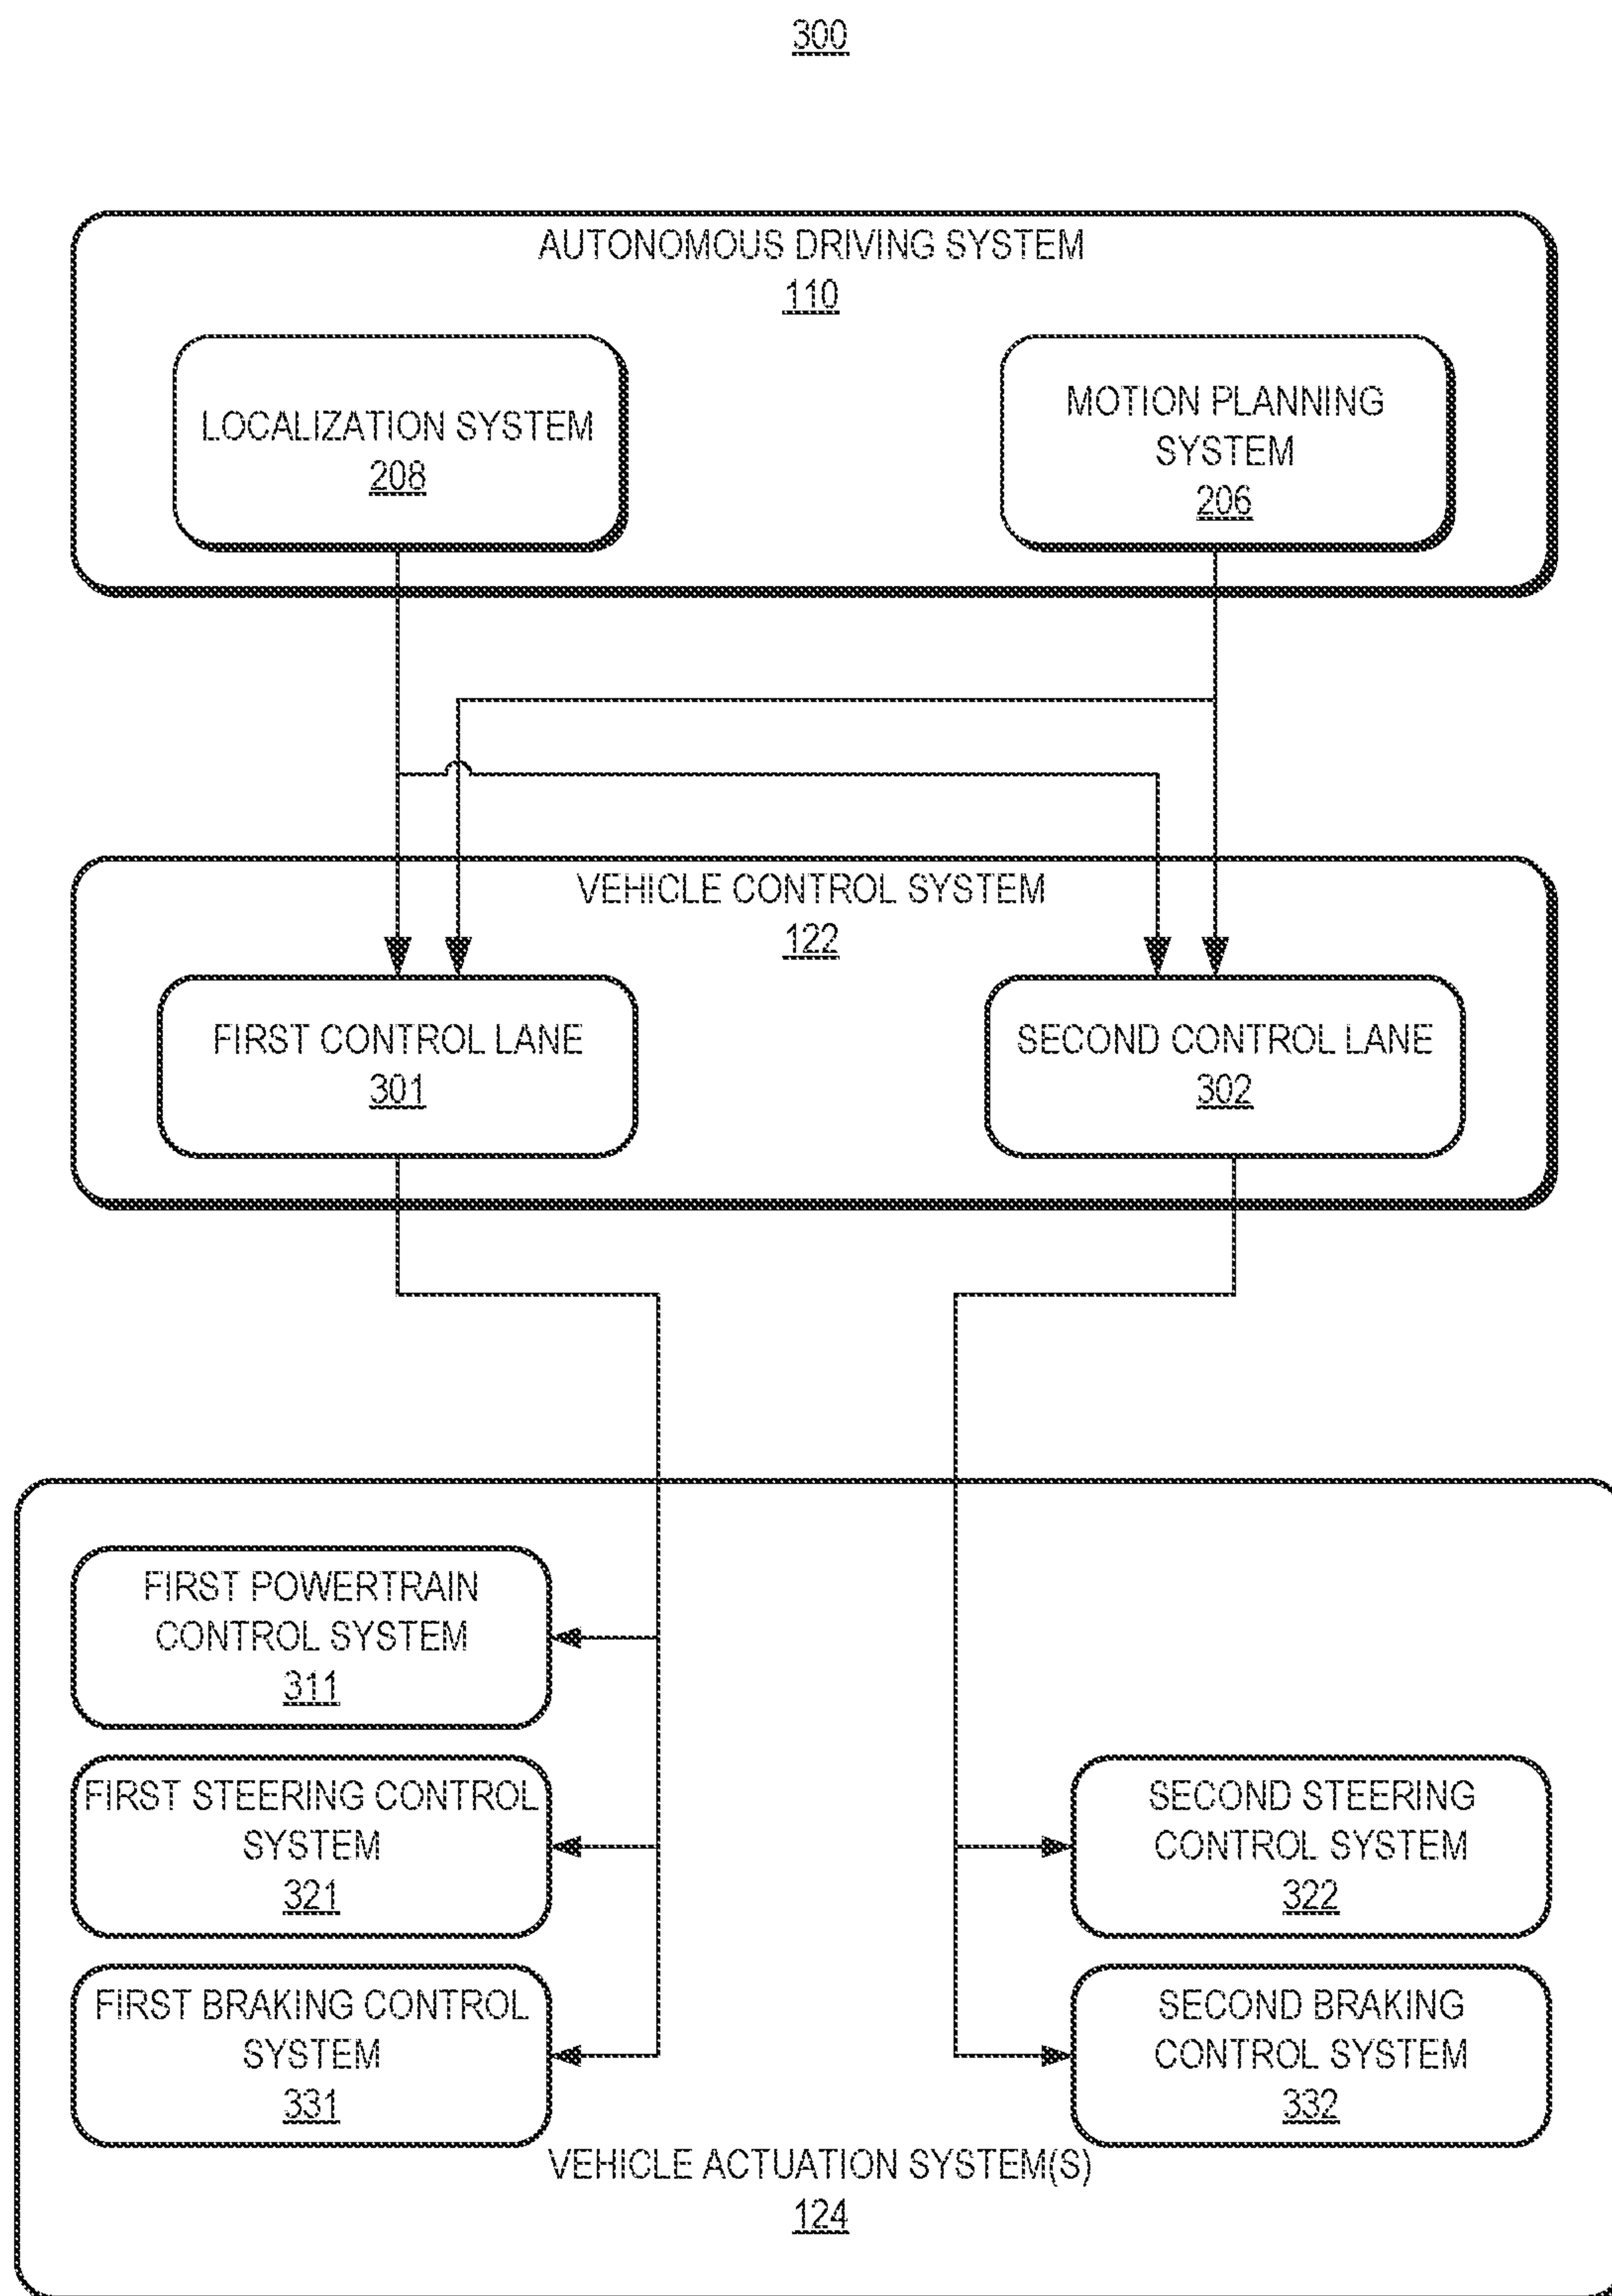 300
AUTONOMOUS DRIVING SYSTEM
110
LOCALIZATION SYSTEM
208
MOTION PLANNING
SYSTEM
206
VEHICLE CONTROL SYSTEM
122
FIRST CONTROL LANE
301
SECOND CONTROL LANE
302
FIRST POWERTRAIN
CONTROL SYSTEM
311
FIRST STEERING CONTROL
SYSTEM
321
SECOND STEERING
CONTROL SYSTEM
322
FIRST BRAKING CONTROL
SYSTEM
331
SECOND BRAKING
CONTROL SYSTEM
332
VEHICLE ACTUATION SYSTEM(S)
124